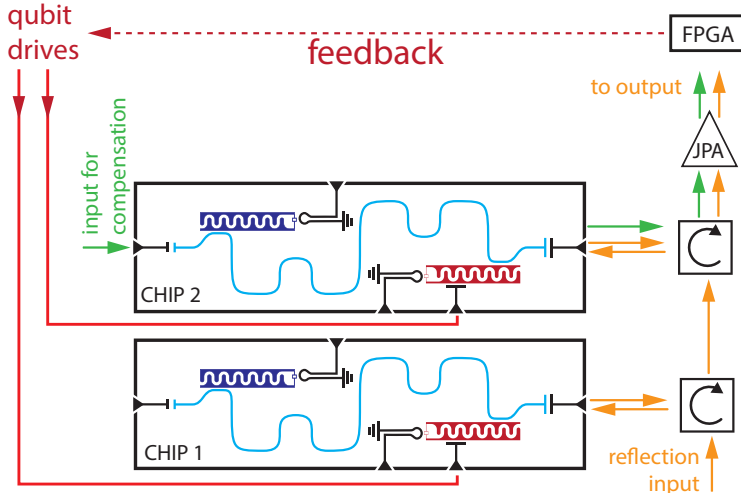 qubit
drives
feedback
FPGA
to output
JPA
input for
compensation
CHIP 2
CHIP 1
reflection
input